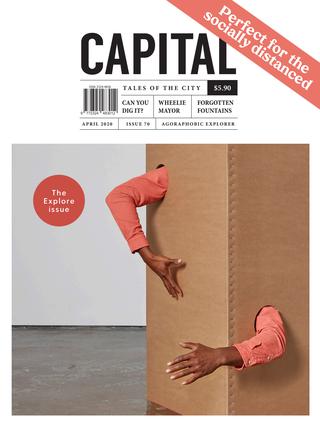 Perfect for the
socially distanced
CAPITAL
TALES OF THE CITY
$5.90
CAN YOU
DIG IT?
WHEELIE
MAYOR
FORGOTTEN
FOUNTAINS
APRIL 2020
ISSUE 70
AGORAPHOBIC EXPLORER
The
Explore
issue